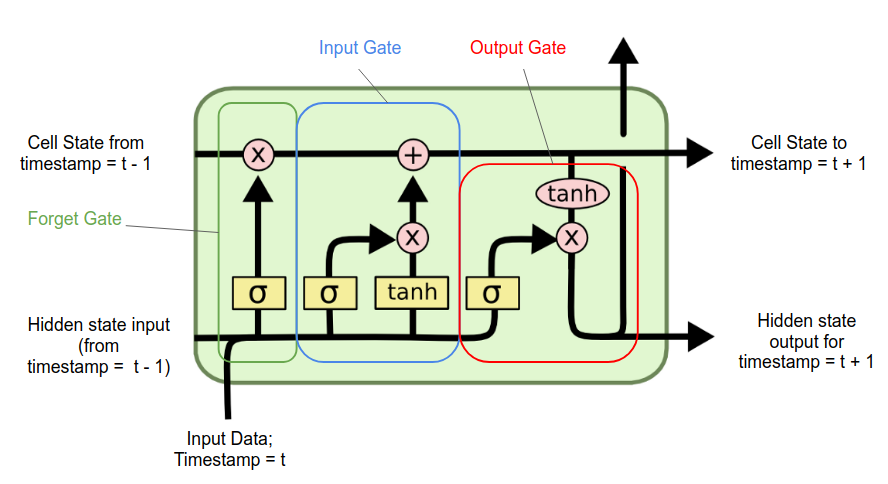 Input Gate
Output Gate
Cell State from
timestamp = t - 1
x
+
Cell State to
timestamp = t + 1
tanh
Forget Gate
x
x
σ
σ
tanh
σ
Hidden state input
(from
timestamp = t - 1)
Hidden state
output for
timestamp = t + 1
Input Data;
Timestamp = t